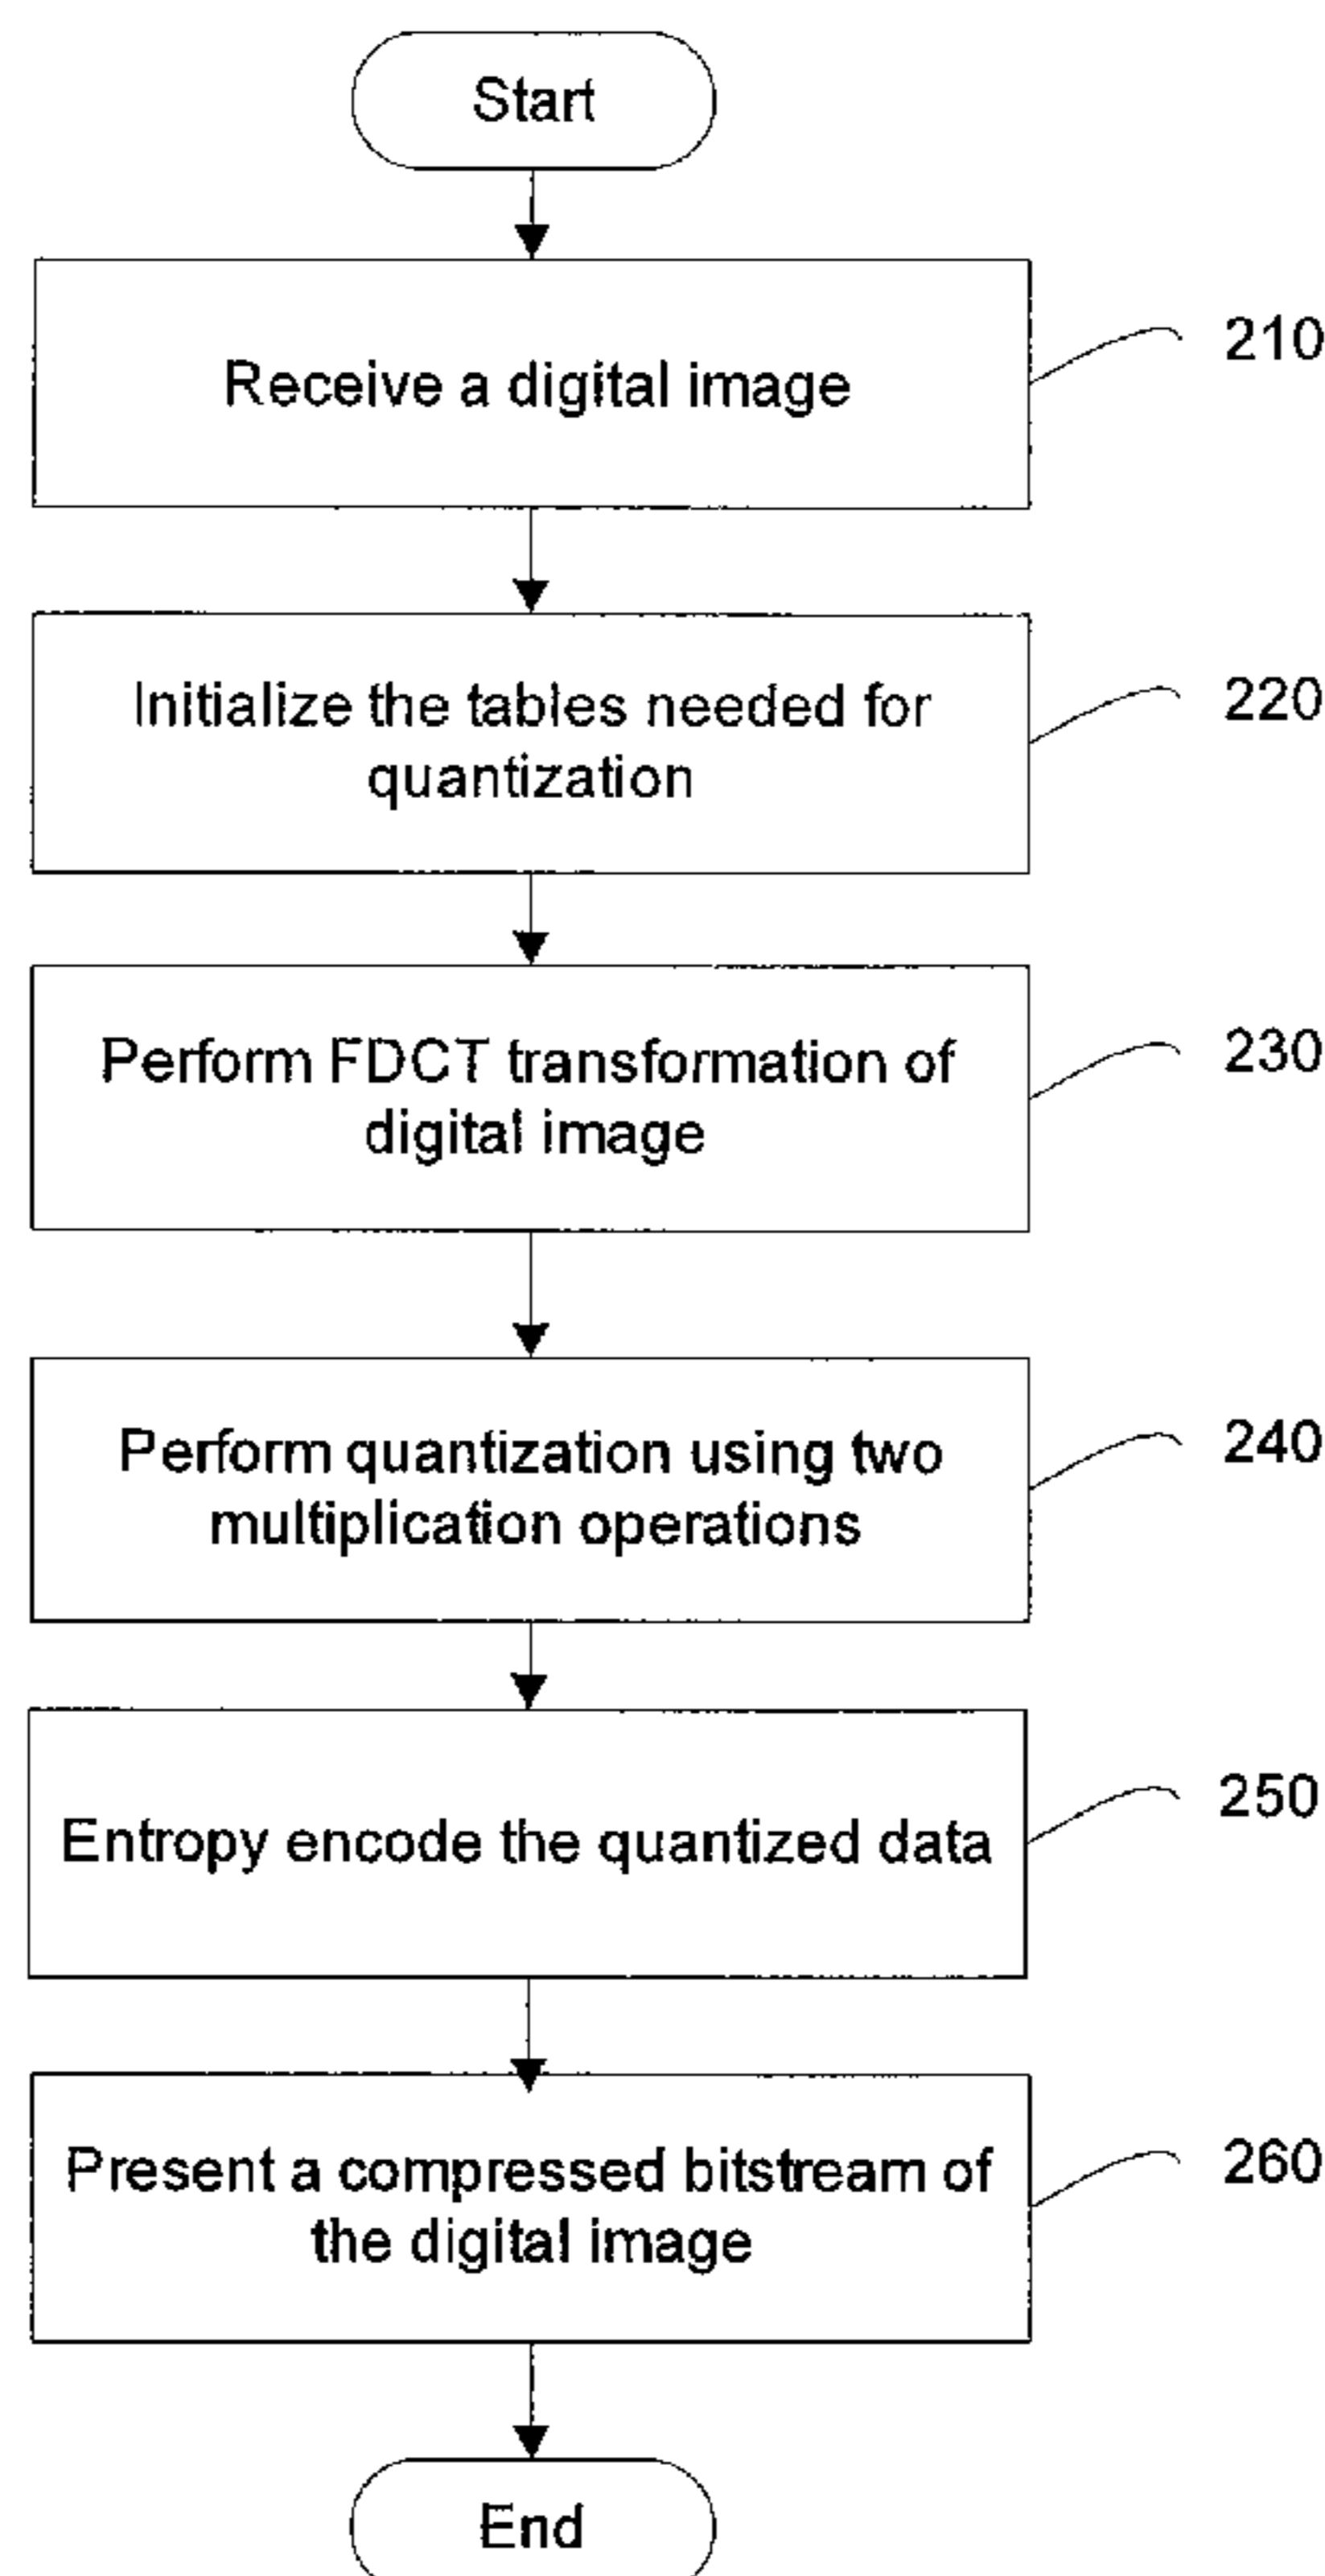 Start
Receive a digital image
210
Initialize the tables needed for
quantization
220
Perform FDCT transformation of
digital image
230
Perform quantization using two
multiplication operations
240
Entropy encode the quantized data
250
Present a compressed bitstream of
the digital image
260
End